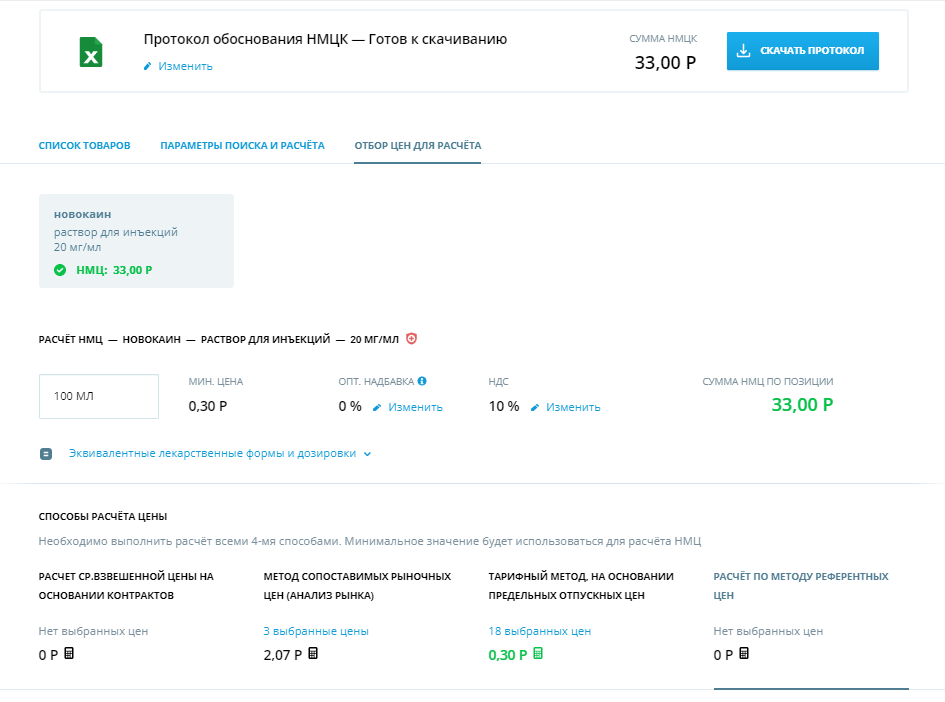 Протокол обоснования НМЦК — Готов к скачиванию
Изменить
СУММА НМЦК
33,00 Р
СКАЧАТЬ ПРОТОКОЛ
СПИСОК ТОВАРОВ
ПАРАМЕТРЫ ПОИСКА И РАСЧЁТА
ОТБОР ЦЕН ДЛЯ РАСЧЁТА
новокаин
раствор для инъекций
20 мг/мл
НМЦ: 33,00 Р
РАСЧЁТ НМЦ — НОВОКАИН — РАСТВОР ДЛЯ ИНЪЕКЦИЙ — 20 МГ/МЛ
100 МЛ
МИН. ЦЕНА
0,30 Р
ОПТ. НАДБАВКА
0 % Изменить
НДС
10 % Изменить
СУММА НМЦ ПО ПОЗИЦИИ
33,00 Р
Эквивалентные лекарственные формы и дозировки
СПОСОБЫ РАСЧЁТА ЦЕНЫ
Необходимо выполнить расчёт всеми 4-мя способами. Минимальное значение будет использоваться для расчёта НМЦ
РАСЧЕТ СР.ВЗВЕШЕННОЙ ЦЕНЫ НА
ОСНОВАНИИ КОНТРАКТОВ
Нет выбранных цен
0 Р
МЕТОД СОПОСТАВИМЫХ РЫНОЧНЫХ
ЦЕН (АНАЛИЗ РЫНКА)
3 выбранные цены
2,07 Р
ТАРИФНЫЙ МЕТОД, НА ОСНОВАНИИ
ПРЕДЕЛЬНЫХ ОТПУСКНЫХ ЦЕН
18 выбранных цен
0,30 Р
РАСЧЁТ ПО МЕТОДУ РЕФЕРЕНТНЫХ
ЦЕН
Нет выбранных цен
0 Р